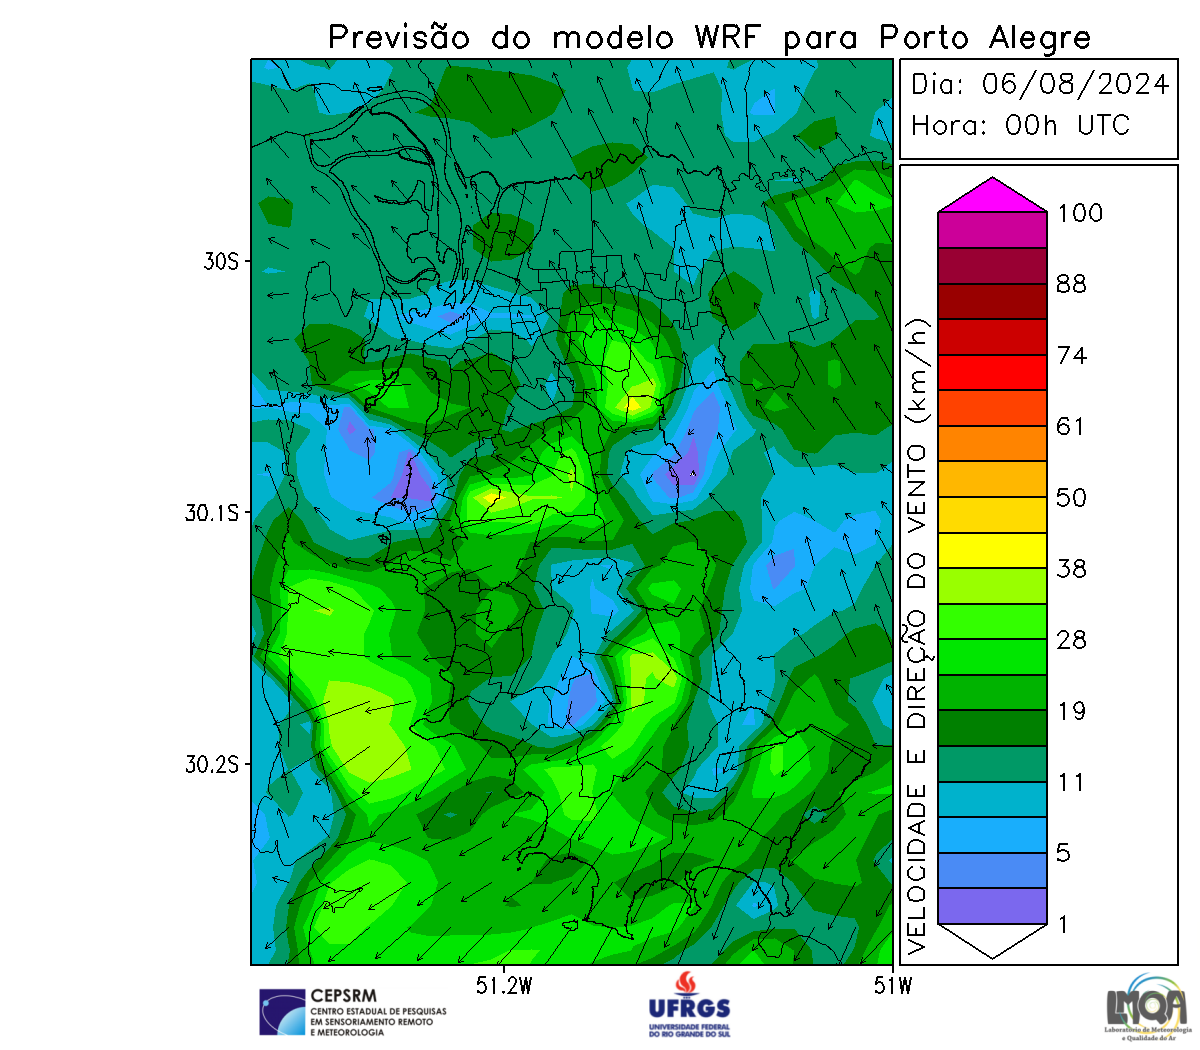 Previsão do modelo WRF para Porto Alegre
Dia: 06/08/2024
Hora: 00h UTC
30S
30.1S
30.2S
51.2W
51W
VELOCIDADE E DIREÇÃO DO VENTO (km/h)
100
88
74
61
50
38
28
19
11
5
1
CEPSRM
CENTRO ESTADUAL DE PESQUISAS
EM SENSORIAMENTO REMOTO
E METEOROLOGIA
UFRGS
UNIVERSIDADE FEDERAL
DO RIO GRANDE DO SUL
LMQA
Laboratório de Meteorologia
e Qualidade do Ar